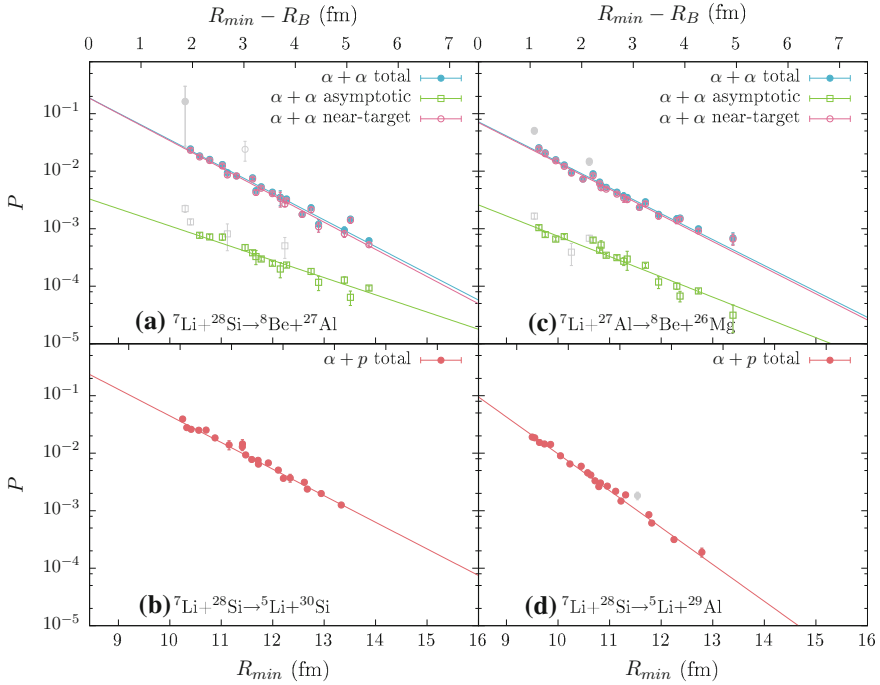 R_min − R_B (fm)
R_min − R_B (fm)
0 1 2 3 4 5 6 7
0 1 2 3 4 5 6 7
α + α total
α + α asymptotic
α + α near-target
α + α total
α + α asymptotic
α + α near-target
P
10⁻¹
10⁻²
10⁻³
10⁻⁴
10⁻⁵
(a) ⁷Li+²⁸Si→⁸Be+²⁷Al
(c) ⁷Li+²⁷Al→⁸Be+²⁶Mg
α + p total
α + p total
P
10⁻¹
10⁻²
10⁻³
10⁻⁴
10⁻⁵
(b) ⁷Li+²⁸Si→⁵Li+³⁰Si
(d) ⁷Li+²⁸Si→⁵Li+²⁹Al
9 10 11 12 13 14 15 16
9 10 11 12 13 14 15 16
R_min (fm)
R_min (fm)